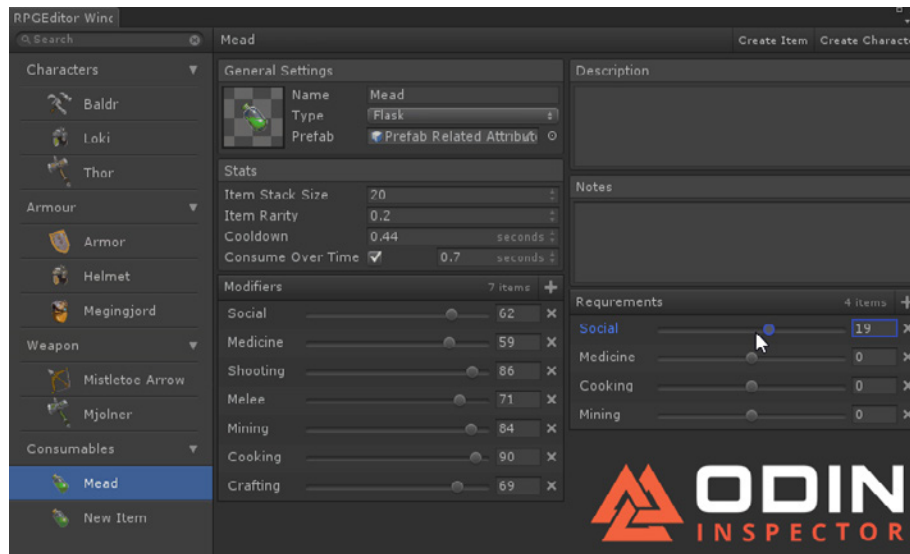 RPGEditor Winc
Search
Mead
Create Item
Create Charact
Characters
Baldr
Loki
Thor
Armour
Armor
Helmet
Megingjord
Weapon
Mistletoe Arrow
Mjolner
Consumables
Mead
New Item
General Settings
Name Mead
Type Flask
Prefab Prefab Related Attribut
Stats
Item Stack Size 20
Item Rarity 0.2
Cooldown 0.44 seconds
Consume Over Time 0.7 seconds
Modifiers 7 items
Social 62
Medicine 59
Shooting 86
Melee 71
Mining 84
Cooking 90
Crafting 69
Description
Notes
Requrements 4 items
Social 19
Medicine 0
Cooking 0
Mining 0
ODIN
INSPECTOR